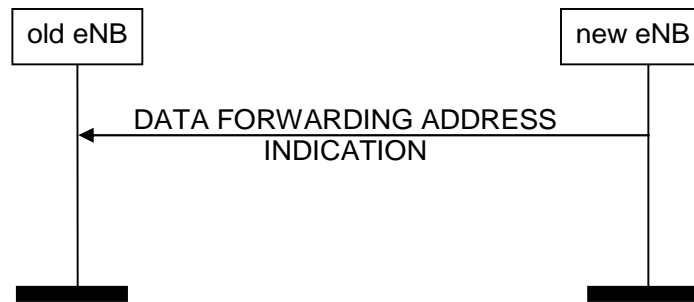 old eNB
new eNB
DATA FORWARDING ADDRESS
INDICATION